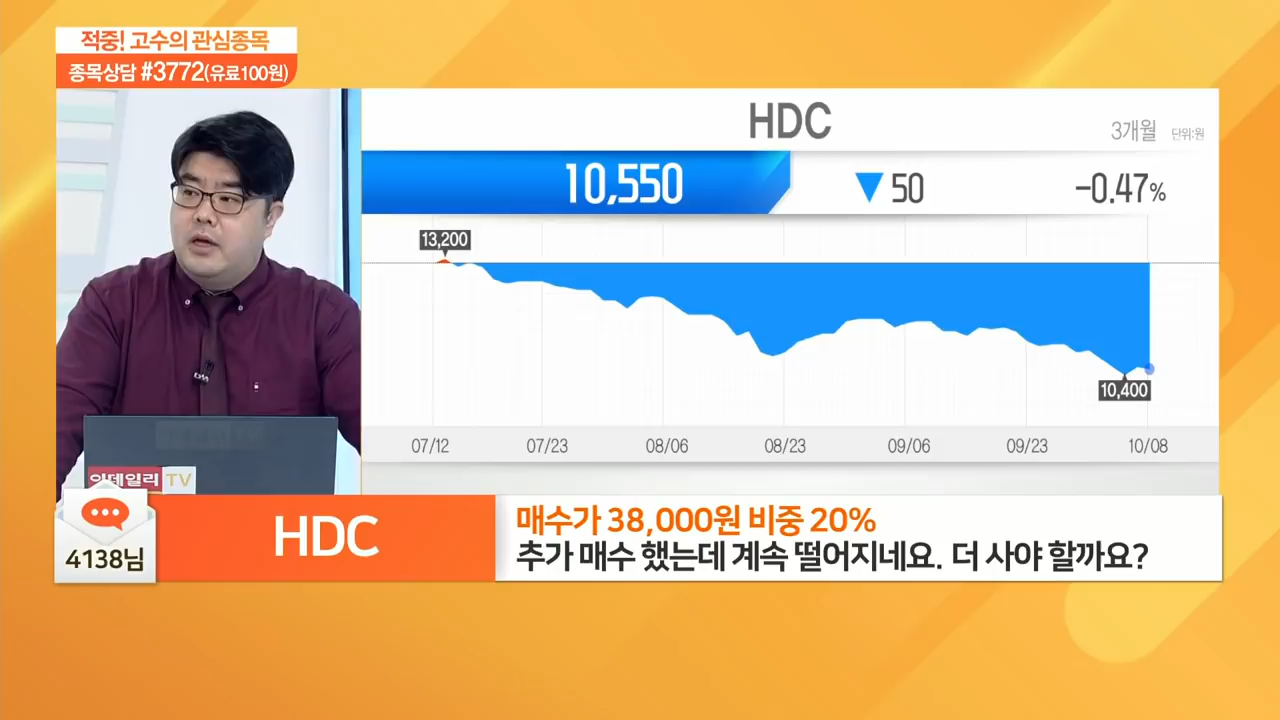 적중! 고수의 관심종목
종목상담 #3772(유료100원)
HDC
3개월 단위:원
10,550 ▼50 -0.47%
13,200
10,400
07/12 07/23 08/06 08/23 09/06 09/23 10/08
이데일리 TV
4138님
HDC
매수가 38,000원 비중 20%
추가 매수 했는데 계속 떨어지네요. 더 사야 할까요?